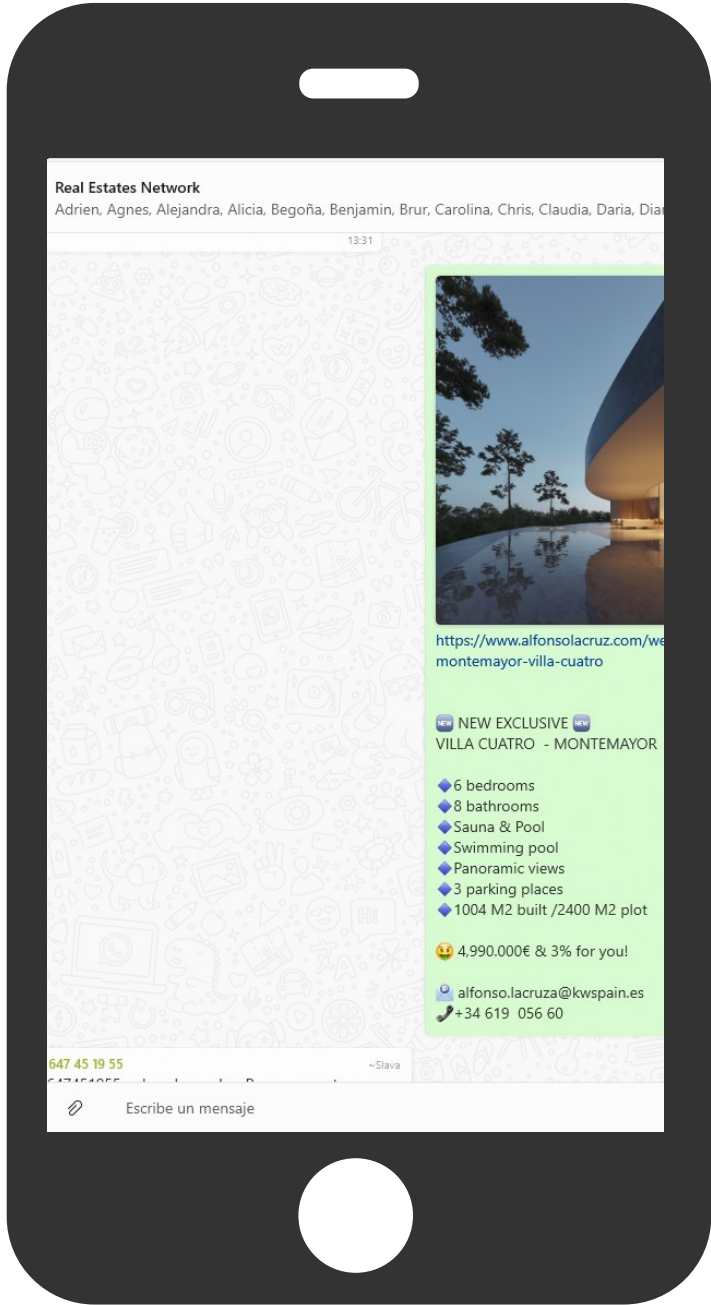 Real Estates Network
Adrien, Agnes, Alejandra, Alicia, Begoña, Benjamin, Brur, Carolina, Chris, Claudia, Daria,
13:31
https://www.alfonsolacruz.com/we
montemayor-villa-cuatro
🆕 NEW EXCLUSIVE 🆕
VILLA CUATRO - MONTEMAYOR
🔷6 bedrooms
🔷8 bathrooms
🔷Sauna & Pool
🔷Swimming pool
🔷Panoramic views
🔷3 parking places
🔷1004 M2 built /2400 M2 plot
🤑 4,990.000€ & 3% for you!
📧 alfonso.lacruza@kwspain.es
📞+34 619 056 60
647 45 19 55
~Slava
Escribe un mensaje